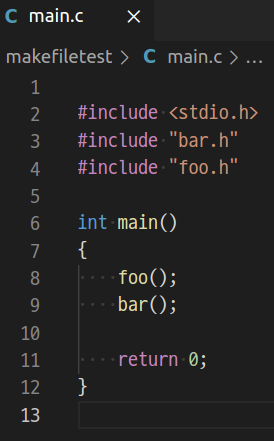 C main.c ×
makefiletest > C main.c > ...
1
2 #include <stdio.h>
3 #include "bar.h"
4 #include "foo.h"
5
6 int main()
7 {
8 foo();
9 bar();
10
11 return 0;
12 }
13